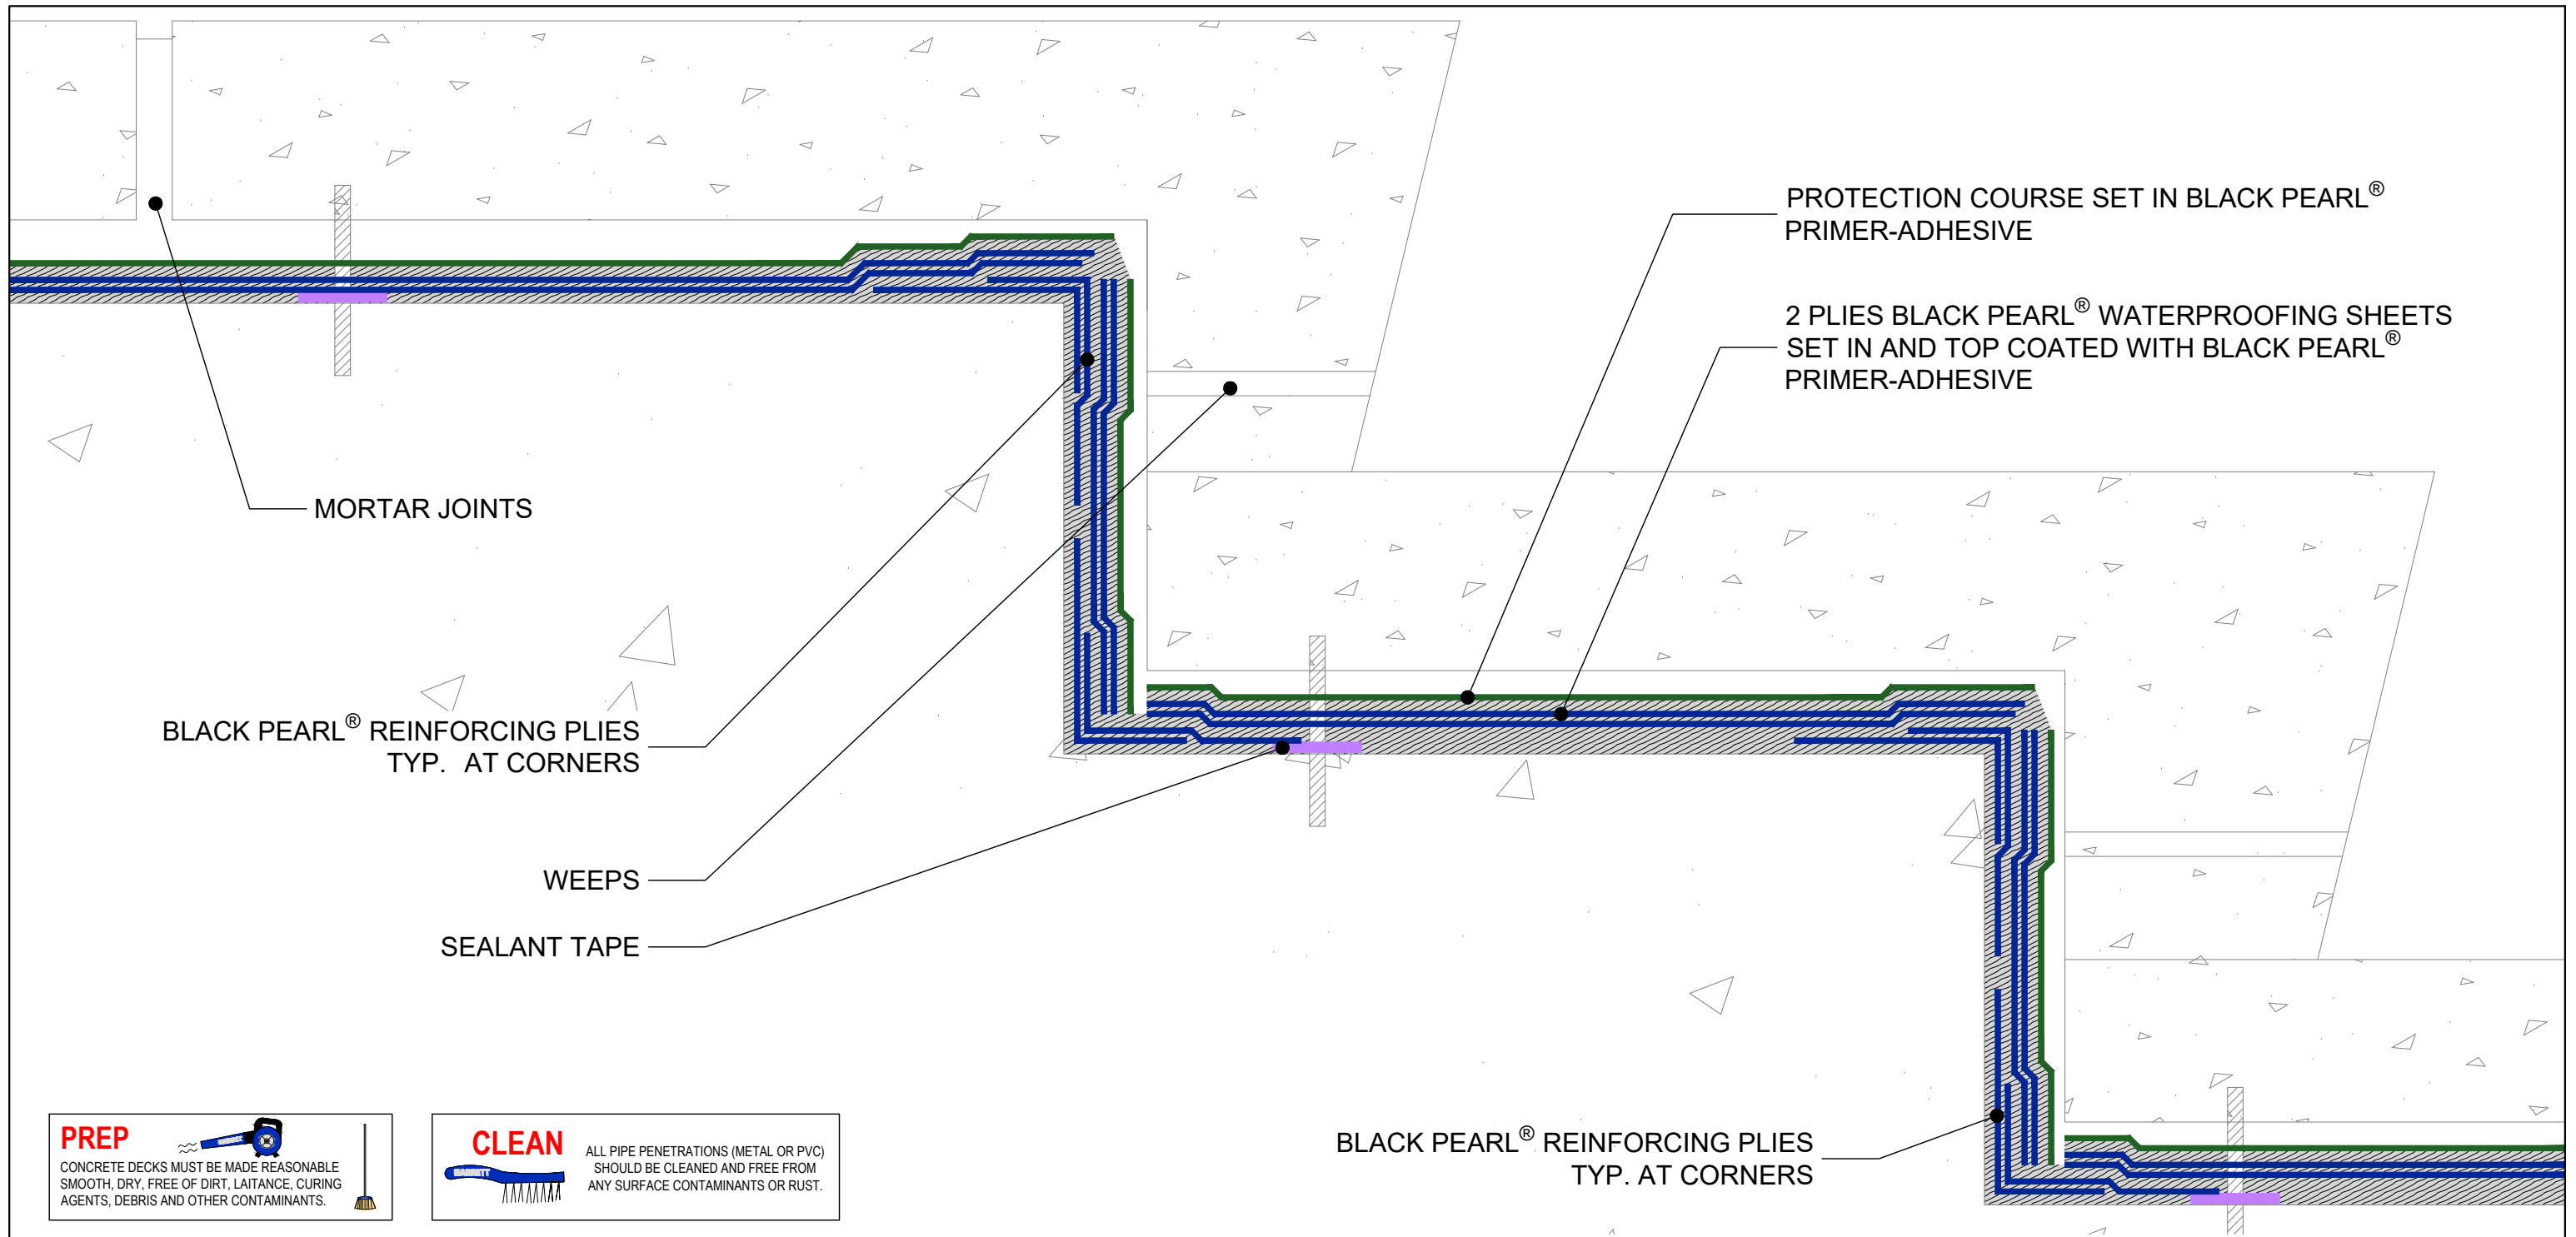 PROTECTION COURSE SET IN BLACK PEARL®
PRIMER-ADHESIVE
2 PLIES BLACK PEARL® WATERPROOFING SHEETS
SET IN AND TOP COATED WITH BLACK PEARL®
PRIMER-ADHESIVE
MORTAR JOINTS
BLACK PEARL® REINFORCING PLIES
TYP. AT CORNERS
WEEPS
SEALANT TAPE
BLACK PEARL® REINFORCING PLIES
TYP. AT CORNERS
PREP
BARRETT
CONCRETE DECKS MUST BE MADE REASONABLE
SMOOTH, DRY, FREE OF DIRT, LAITANCE, CURING
AGENTS, DEBRIS AND OTHER CONTAMINANTS.
CLEAN
BARRETT
ALL PIPE PENETRATIONS (METAL OR PVC)
SHOULD BE CLEANED AND FREE FROM
ANY SURFACE CONTAMINANTS OR RUST.